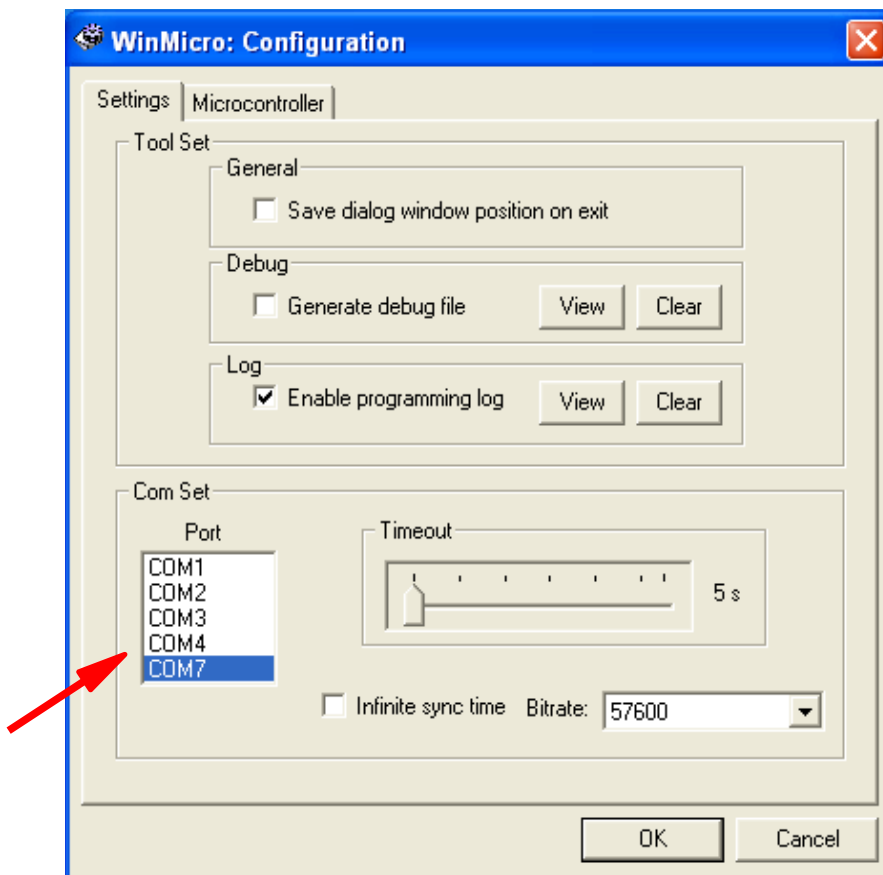 WinMicro: Configuration
Settings Microcontroller
Tool Set
General
Save dialog window position on exit
Debug
Generate debug file View Clear
Log
Enable programming log View Clear
Com Set
Port
COM1
COM2
COM3
COM4
COM7
Timeout
5 s
Infinite sync time Bitrate: 57600
OK Cancel